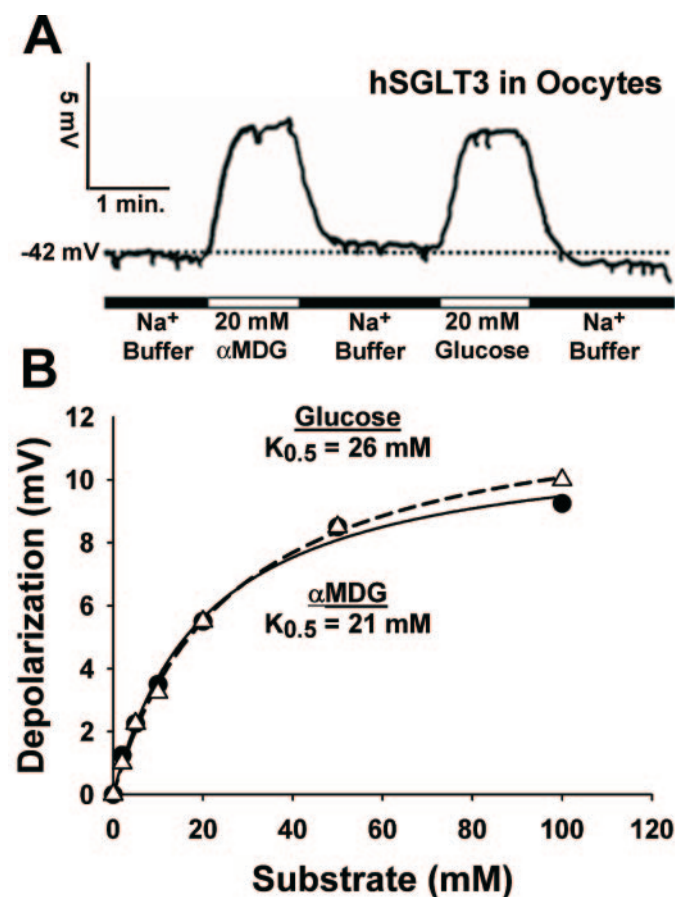 A
hSGLT3 in Oocytes
5 mV
1 min.
-42 mV
Na+ 20 mM Na+ 20 mM Na+
Buffer αMDG Buffer Glucose Buffer
B
Glucose
K0.5 = 26 mM
αMDG
K0.5 = 21 mM
Depolarization (mV)
12
10
8
6
4
2
0
0 20 40 60 80 100 120
Substrate (mM)